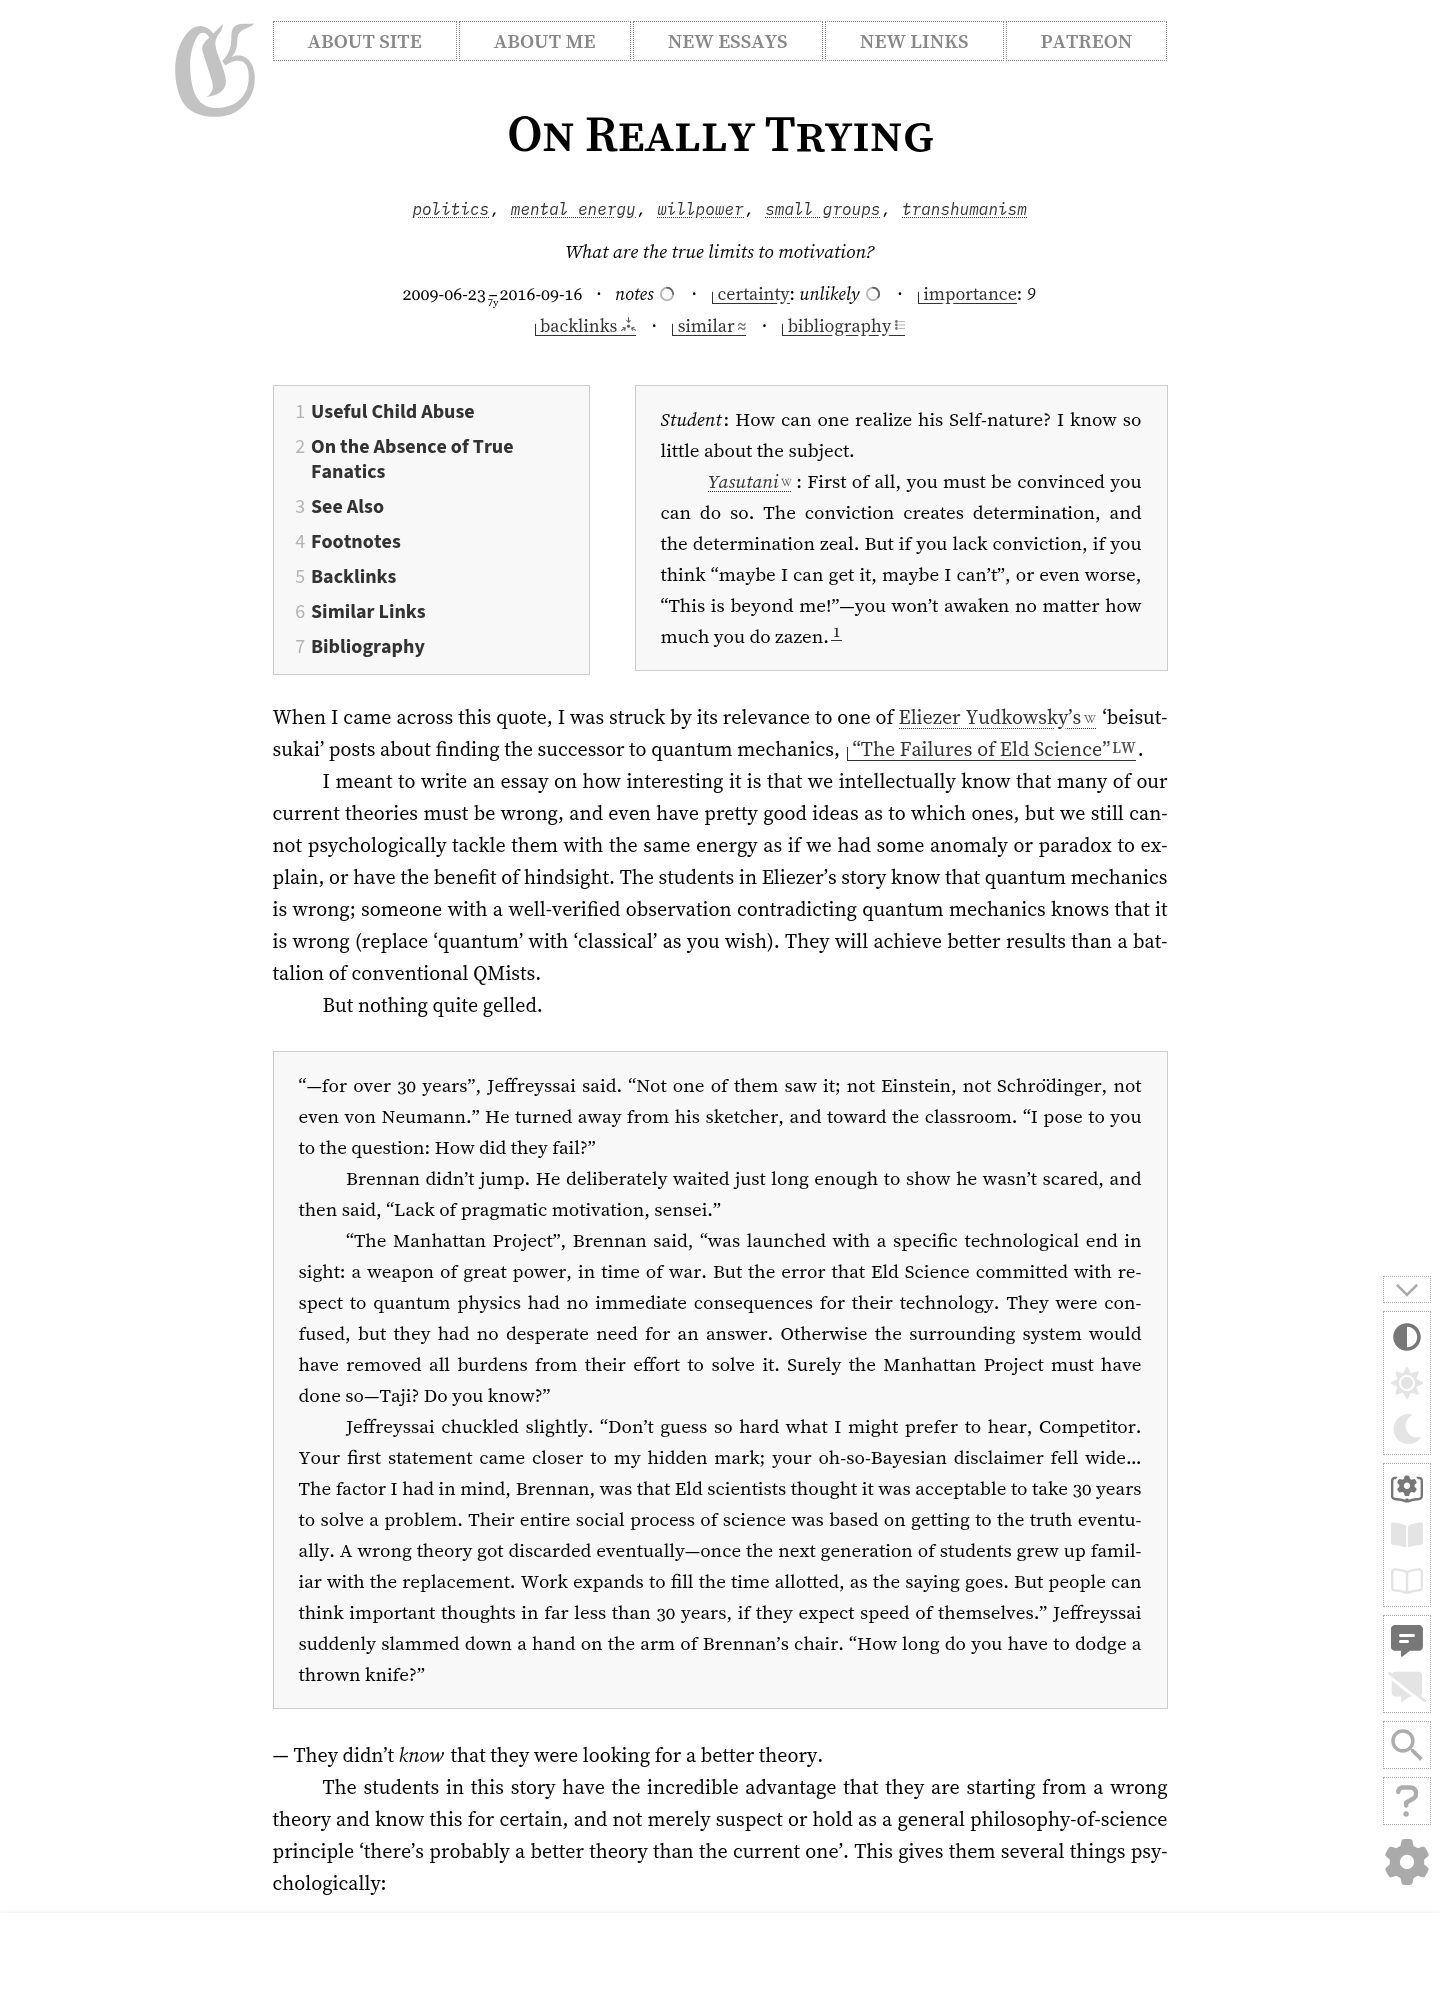 G
ABOUT SITE ABOUT ME NEW ESSAYS NEW LINKS PATREON
On Really Trying
politics, mental energy, willpower, small groups, transhumanism
What are the true limits to motivation?
2009-06-23–2016-09-16 7y · notes · certainty: unlikely · importance: 9
backlinks · similar ≈ · bibliography
1 Useful Child Abuse
2 On the Absence of True
Fanatics
3 See Also
4 Footnotes
5 Backlinks
6 Similar Links
7 Bibliography
Student: How can one realize his Self-nature? I know so
little about the subject.
Yasutani W : First of all, you must be convinced you
can do so. The conviction creates determination, and
the determination zeal. But if you lack conviction, if you
think “maybe I can get it, maybe I can’t”, or even worse,
“This is beyond me!”—you won’t awaken no matter how
much you do zazen.1
When I came across this quote, I was struck by its relevance to one of Eliezer Yudkowsky’s W ‘beisut-
sukai’ posts about finding the successor to quantum mechanics, “The Failures of Eld Science” LW.
I meant to write an essay on how interesting it is that we intellectually know that many of our
current theories must be wrong, and even have pretty good ideas as to which ones, but we still can-
not psychologically tackle them with the same energy as if we had some anomaly or paradox to ex-
plain, or have the benefit of hindsight. The students in Eliezer’s story know that quantum mechanics
is wrong; someone with a well-verified observation contradicting quantum mechanics knows that it
is wrong (replace ‘quantum’ with ‘classical’ as you wish). They will achieve better results than a bat-
talion of conventional QMists.
But nothing quite gelled.
“—for over 30 years”, Jeffreyssai said. “Not one of them saw it; not Einstein, not Schrödinger, not
even von Neumann.” He turned away from his sketcher, and toward the classroom. “I pose to you
to the question: How did they fail?”
Brennan didn’t jump. He deliberately waited just long enough to show he wasn’t scared, and
then said, “Lack of pragmatic motivation, sensei.”
“The Manhattan Project”, Brennan said, “was launched with a specific technological end in
sight: a weapon of great power, in time of war. But the error that Eld Science committed with re-
spect to quantum physics had no immediate consequences for their technology. They were con-
fused, but they had no desperate need for an answer. Otherwise the surrounding system would
have removed all burdens from their effort to solve it. Surely the Manhattan Project must have
done so—Taji? Do you know?”
Jeffreyssai chuckled slightly. “Don’t guess so hard what I might prefer to hear, Competitor.
Your first statement came closer to my hidden mark; your oh-so-Bayesian disclaimer fell wide…
The factor I had in mind, Brennan, was that Eld scientists thought it was acceptable to take 30 years
to solve a problem. Their entire social process of science was based on getting to the truth eventu-
ally. A wrong theory got discarded eventually—once the next generation of students grew up famil-
iar with the replacement. Work expands to fill the time allotted, as the saying goes. But people can
think important thoughts in far less than 30 years, if they expect speed of themselves.” Jeffreyssai
suddenly slammed down a hand on the arm of Brennan’s chair. “How long do you have to dodge a
thrown knife?”
— They didn’t know that they were looking for a better theory.
The students in this story have the incredible advantage that they are starting from a wrong
theory and know this for certain, and not merely suspect or hold as a general philosophy-of-science
principle ‘there’s probably a better theory than the current one’. This gives them several things psy-
chologically: